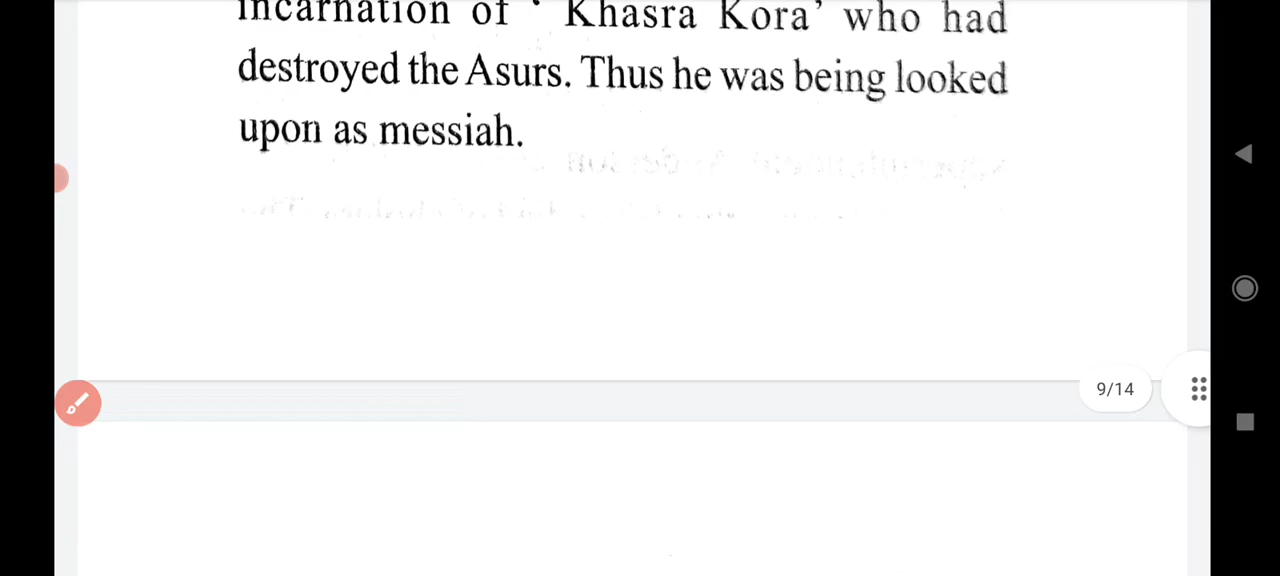 incarnation of ‘ Khasra Kora’ who had
destroyed the Asurs. Thus he was being looked
upon as messiah.
9/14